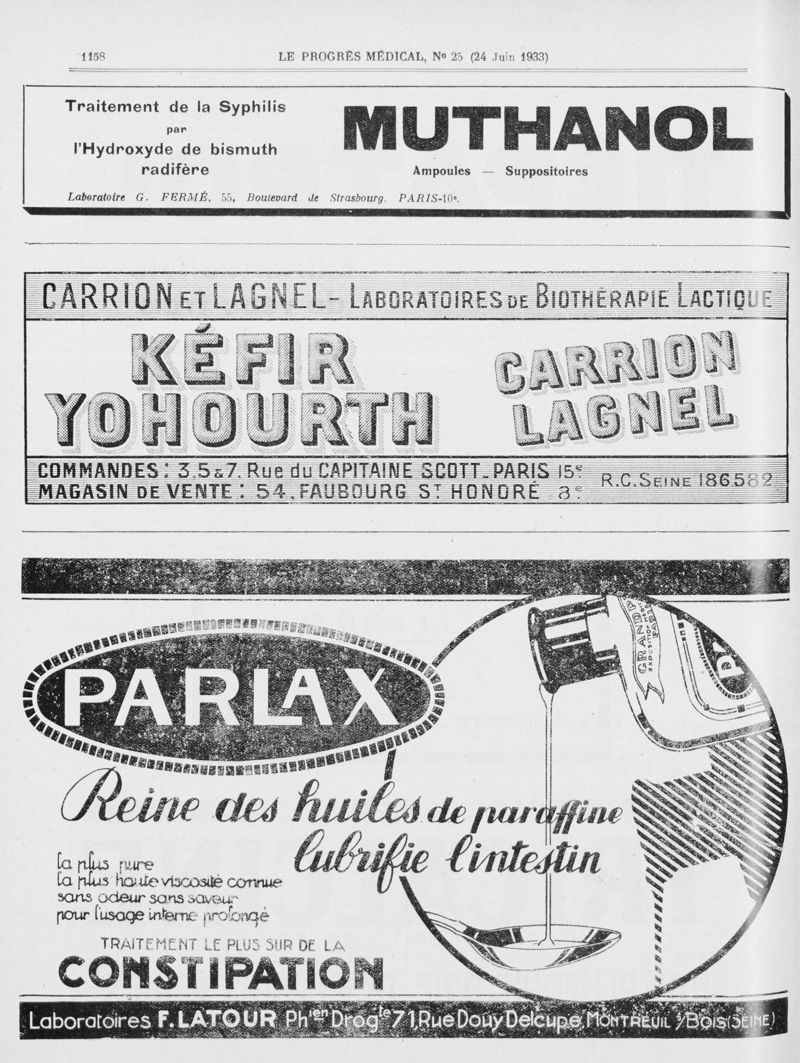 1158
LE PROGRÈS MÉDICAL, No 25 (24 Juin 1933)
Traitement de la Syphilis
par
l'Hydroxyde de bismuth
radifère
MUTHANOL
Ampoules — Suppositoires
Laboratoire G. FERMÉ, 55, Boulevard de Strasbourg. PARIS-10e.
CARRION ET LAGNEL - LABORATOIRES DE BIOTHÉRAPIE LACTIQUE
KÉFIR
YOHOURTH
CARRION
LAGNEL
COMMANDES: 3.5 & 7. Rue du CAPITAINE SCOTT_PARIS 15e
MAGASIN DE VENTE: 54, FAUBOURG ST HONORÉ 8e
R.C. SEINE 186.582
GRAND P
EXPOSITION
PARIS
PARLAX
Reine des huiles de paraffine
lubrifie l'intestin
la plus pure
la plus haute viscosité connue
sans odeur sans saveur
pour l'usage interne prolongé
TRAITEMENT LE PLUS SUR DE LA
CONSTIPATION
Laboratoires F. LATOUR Phien Drogte 71, Rue Douy Delcupe, MONTREUIL S/BOIS (SEINE)